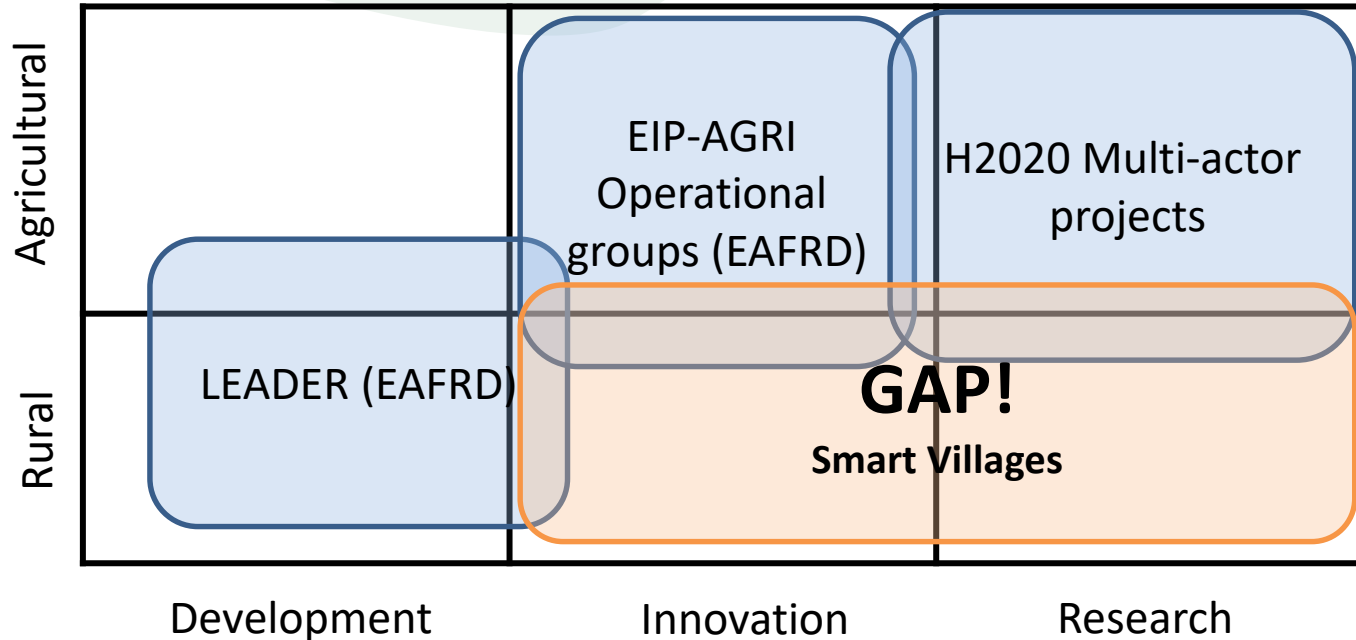 Agricultural
EIP-AGRI
Operational
groups (EAFRD)
H2020 Multi-actor
projects
Rural
LEADER (EAFRD)
GAP!
Smart Villages
Development
Innovation
Research